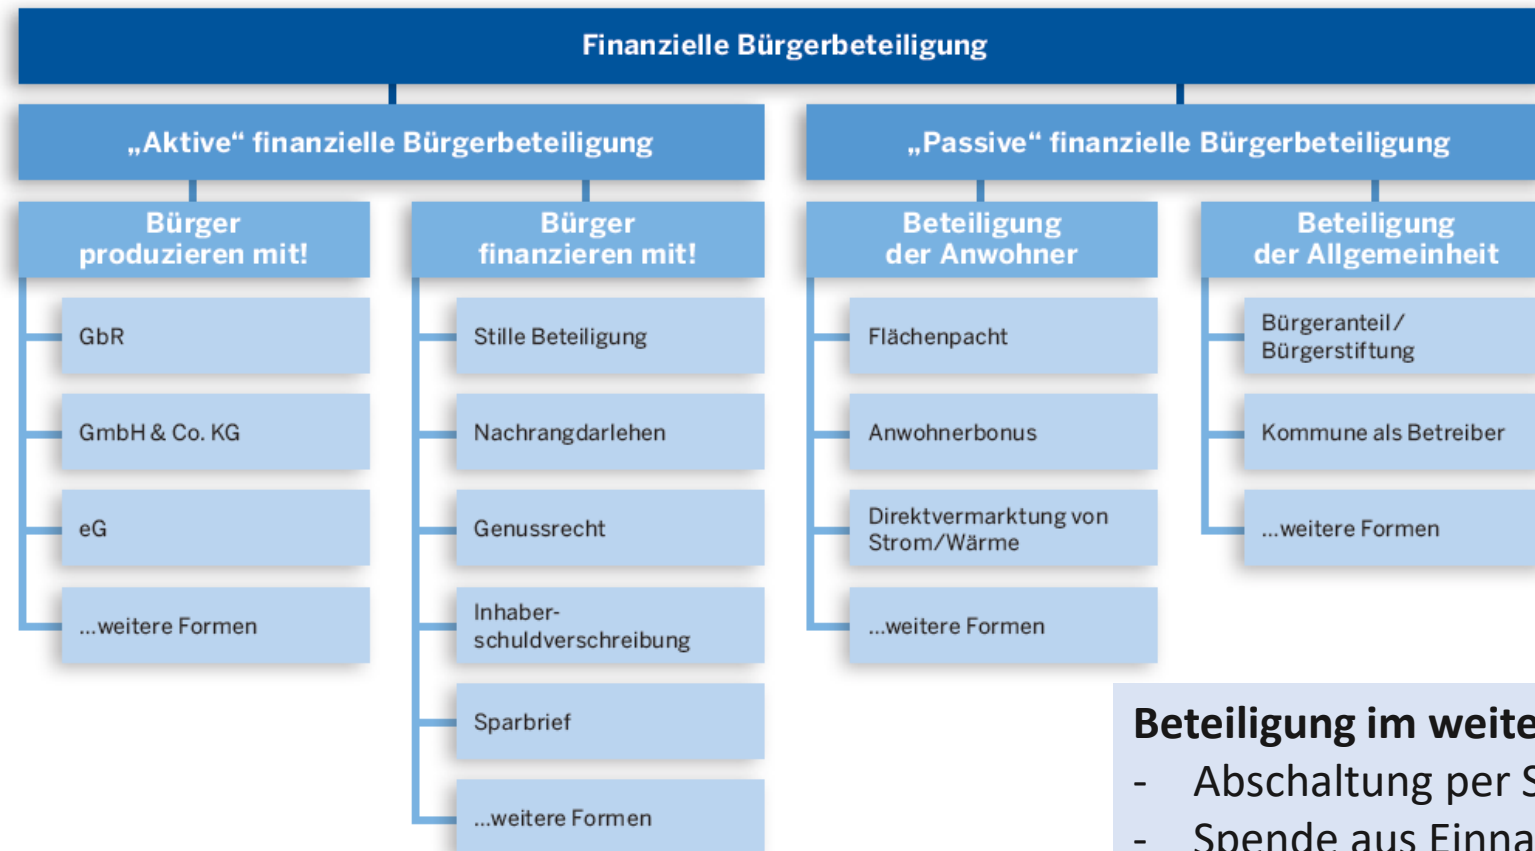 Finanzielle Bürgerbeteiligung
„Aktive“ finanzielle Bürgerbeteiligung
Bürger
produzieren mit!
GbR
GmbH & Co. KG
eG
...weitere Formen
Bürger
finanzieren mit!
Stille Beteiligung
Nachrangdarlehen
Genussrecht
Inhaber-
schuldverschreibung
Sparbrief
...weitere Formen
„Passive“ finanzielle Bürgerbeteiligung
Beteiligung
der Anwohner
Flächenpacht
Anwohnerbonus
Direktvermarktung von
Strom/Wärme
...weitere Formen
Beteiligung
der Allgemeinheit
Bürgeranteil/
Bürgerstiftung
Kommune als Betreiber
...weitere Formen
Beteiligung im
- Abschaltung per
- Spende aus